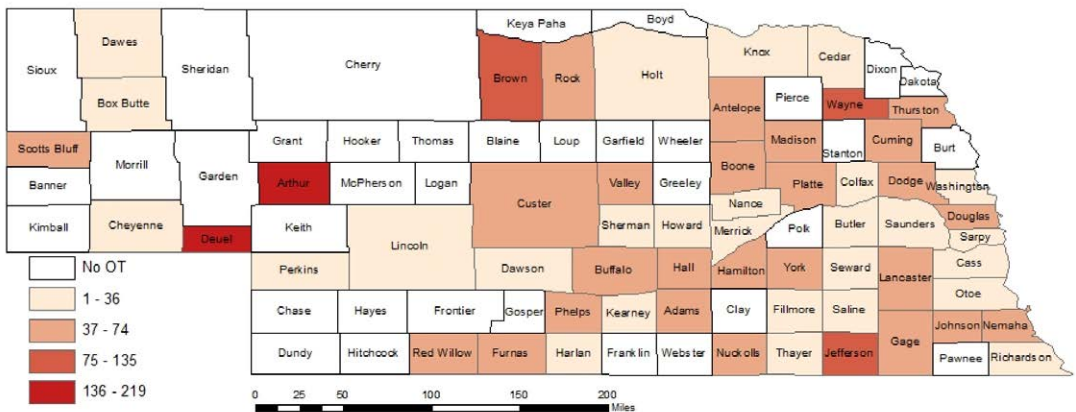 Keya Paha Boyd
Dawes Knox Cedar
Sioux Sheridan Cherry Brown Rock Holt Dixon Dakota
Box Butte Antelope Pierce Wayne Thurston
Scotts Bluff Morrill Grant Hooker Thomas Blaine Loup Garfield Wheeler Madison Stanton Cuming Burt
Banner Garden Arthur McPherson Logan Valley Greeley Boone Platte Colfax Dodge Washington
Kimball Cheyenne Deuel Keith Lincoln Custer Sherman Howard Nance Merrick Polk Butler Saunders Douglas
Sarpy
No OT Perkins Dawson Buffalo Hall Hamilton York Seward Lancaster Cass
1 - 36 Chase Hayes Frontier Gosper Phelps Kearney Adams Clay Fillmore Saline Otoe
37 - 74 Johnson Nemaha
75 - 135 Dundy Hitchcock Red Willow Furnas Harlan Franklin Webster Nuckolls Thayer Jefferson Gage Pawnee Richardson
136 - 219
0 25 50 100 150 200
Miles